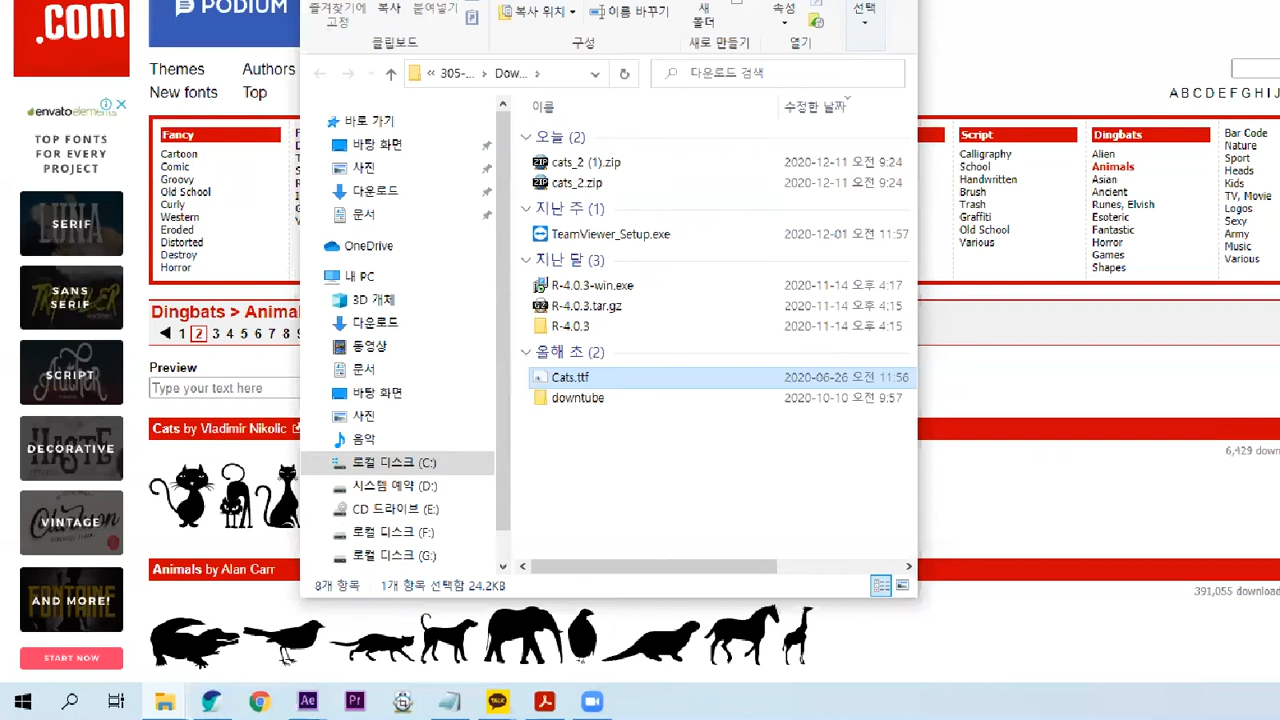 .com
PODIUM
Themes
Authors
New fonts
Top
A B C D E F G H I J
envato elements
TOP FONTS
FOR EVERY
PROJECT
SERIF
SANS
SERIF
SCRIPT
DECORATIVE
VINTAGE
AND MORE!
START NOW
Fancy
Cartoon
Comic
Groovy
Old School
Curly
Western
Eroded
Distorted
Destroy
Horror
Script
Calligraphy
School
Handwritten
Brush
Trash
Graffiti
Old School
Various
Dingbats
Alien
Animals
Asian
Ancient
Runes, Elvish
Esoteric
Fantastic
Horror
Games
Shapes
Bar Code
Nature
Sport
Heads
Kids
TV, Movie
Logos
Sexy
Army
Music
Various
Dingbats > Anima
1 2 3 4 5 6 7 8 9
Preview
Type your text here
Cats by Vladimir Nikolic
6,429 down
Animals by Alan Carr
391,055 download
즐겨찾기에
고정
복사
붙여넣기
클립보드
복사 위치
이름 바꾸기
구성
새
폴더
새로 만들기
속성
열기
선택
« 305-... › Dow... ›
다운로드 검색
바로 가기
바탕 화면
사진
다운로드
문서
OneDrive
내 PC
3D 개체
다운로드
동영상
문서
바탕 화면
사진
음악
로컬 디스크 (C:)
시스템 예약 (D:)
CD 드라이브 (E:)
로컬 디스크 (F:)
로컬 디스크 (G:)
이름
수정한 날짜
오늘 (2)
cats_2 (1).zip 2020-12-11 오전 9:24
cats_2.zip 2020-12-11 오전 9:24
지난 주 (1)
TeamViewer_Setup.exe 2020-12-01 오전 11:57
지난 달 (3)
R-4.0.3-win.exe 2020-11-14 오후 4:17
R-4.0.3.tar.gz 2020-11-14 오후 4:15
R-4.0.3 2020-11-14 오후 4:15
올해 초 (2)
Cats.ttf 2020-06-26 오전 11:56
downtube 2020-10-10 오전 9:57
8개 항목
1개 항목 선택함 24.2KB
Ae
Pr
TALK